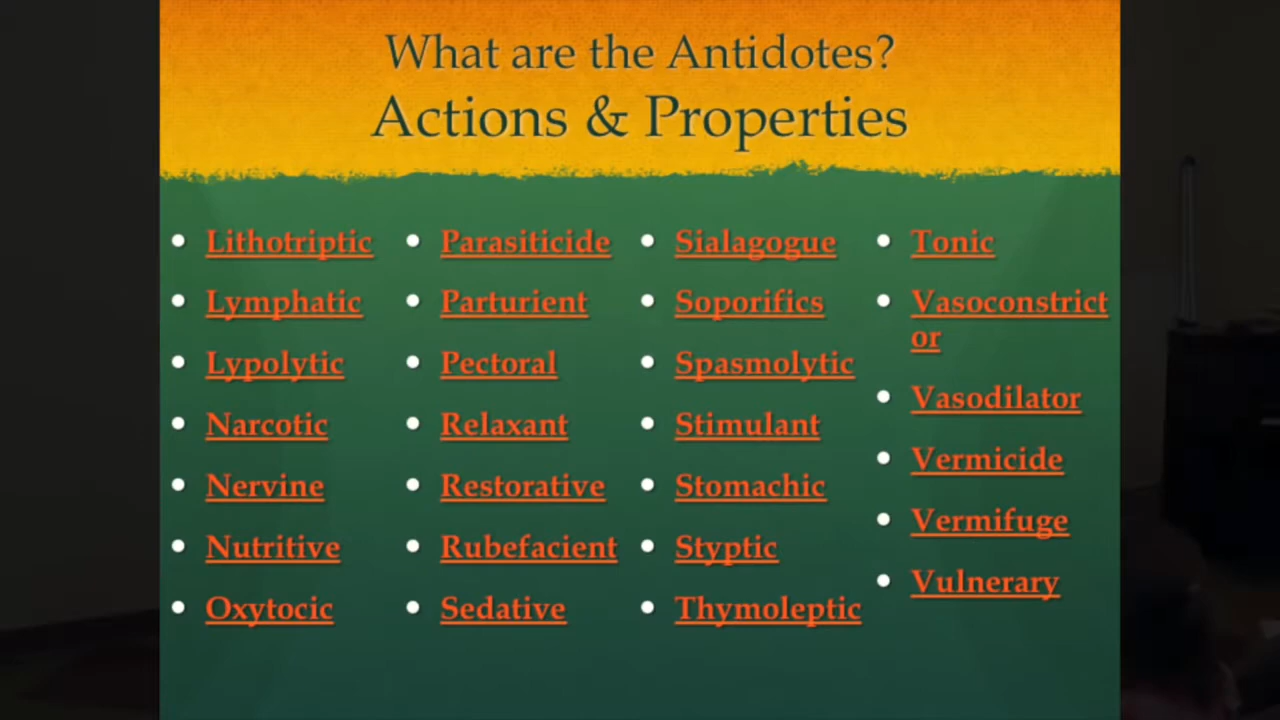 What are the Antidotes?
Actions & Properties
Lithotriptic
Lymphatic
Lypolytic
Narcotic
Nervine
Nutritive
Oxytocic
Parasiticide
Parturient
Pectoral
Relaxant
Restorative
Rubefacient
Sedative
Sialagogue
Soporifics
Spasmolytic
Stimulant
Stomachic
Styptic
Thymoleptic
Tonic
Vasoconstrict
or
Vasodilator
Vermicide
Vermifuge
Vulnerary